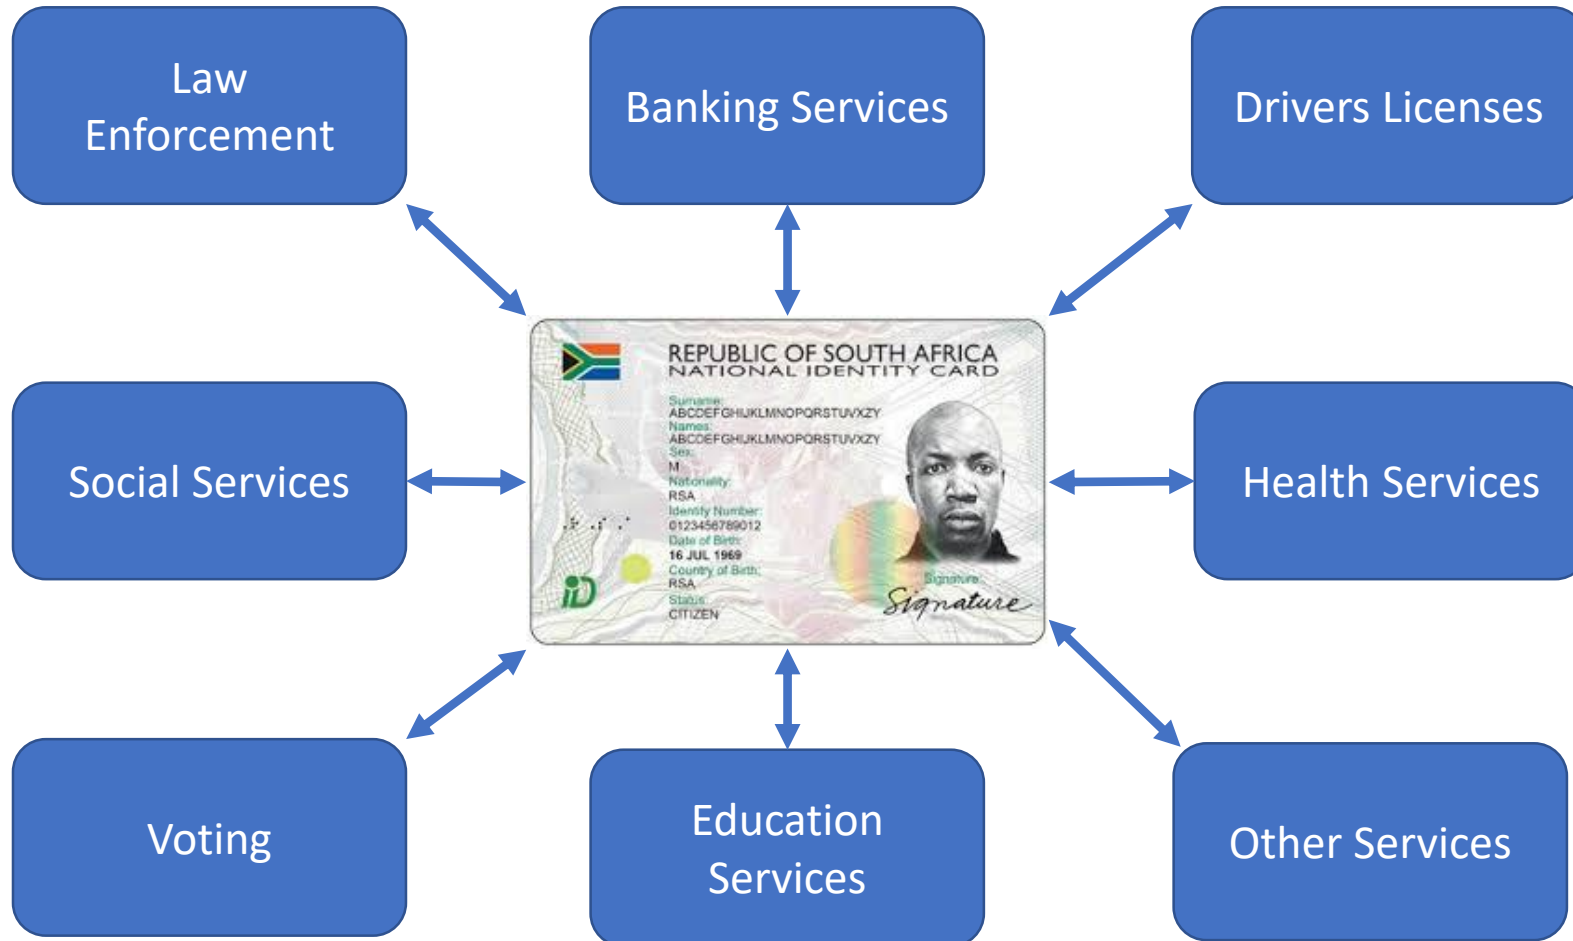 Law
Enforcement
Banking Services
Drivers Licenses
REPUBLIC OF SOUTH AFRICA
NATIONAL IDENTITY CARD
Surname:
ABCDEFGHIJKLMNOPQRSTUVXZY
Names:
ABCDEFGHIJKLMNOPQRSTUVXZY
Sex:
M
Nationality:
RSA
Identity Number:
0123456789012
Date of Birth:
16 JUL 1969
Country of Birth:
RSA
Status:
CITIZEN
Signature:
Signature
iD
Social Services
Health Services
Voting
Education
Services
Other Services